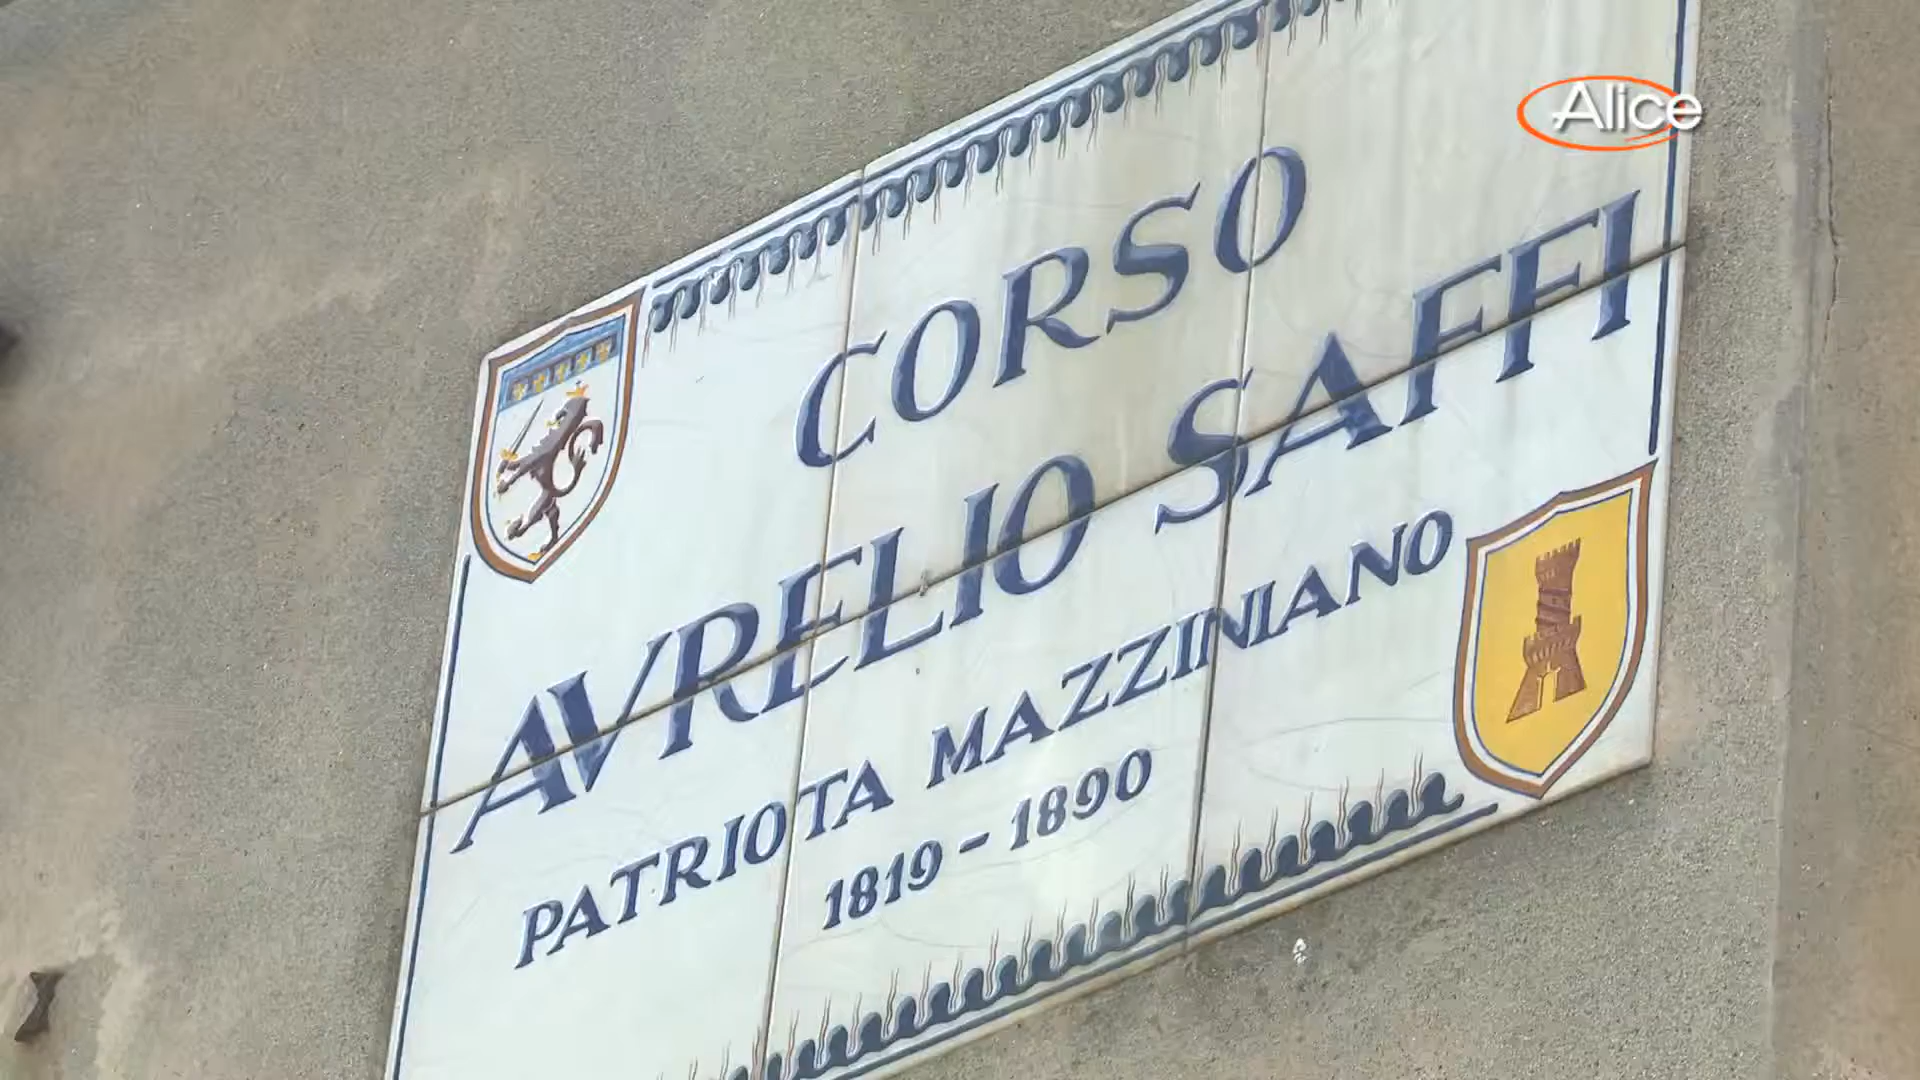 Alice
CORSO
AVRELIO SAFFI
PATRIOTA MAZZINIANO
1819 - 1890